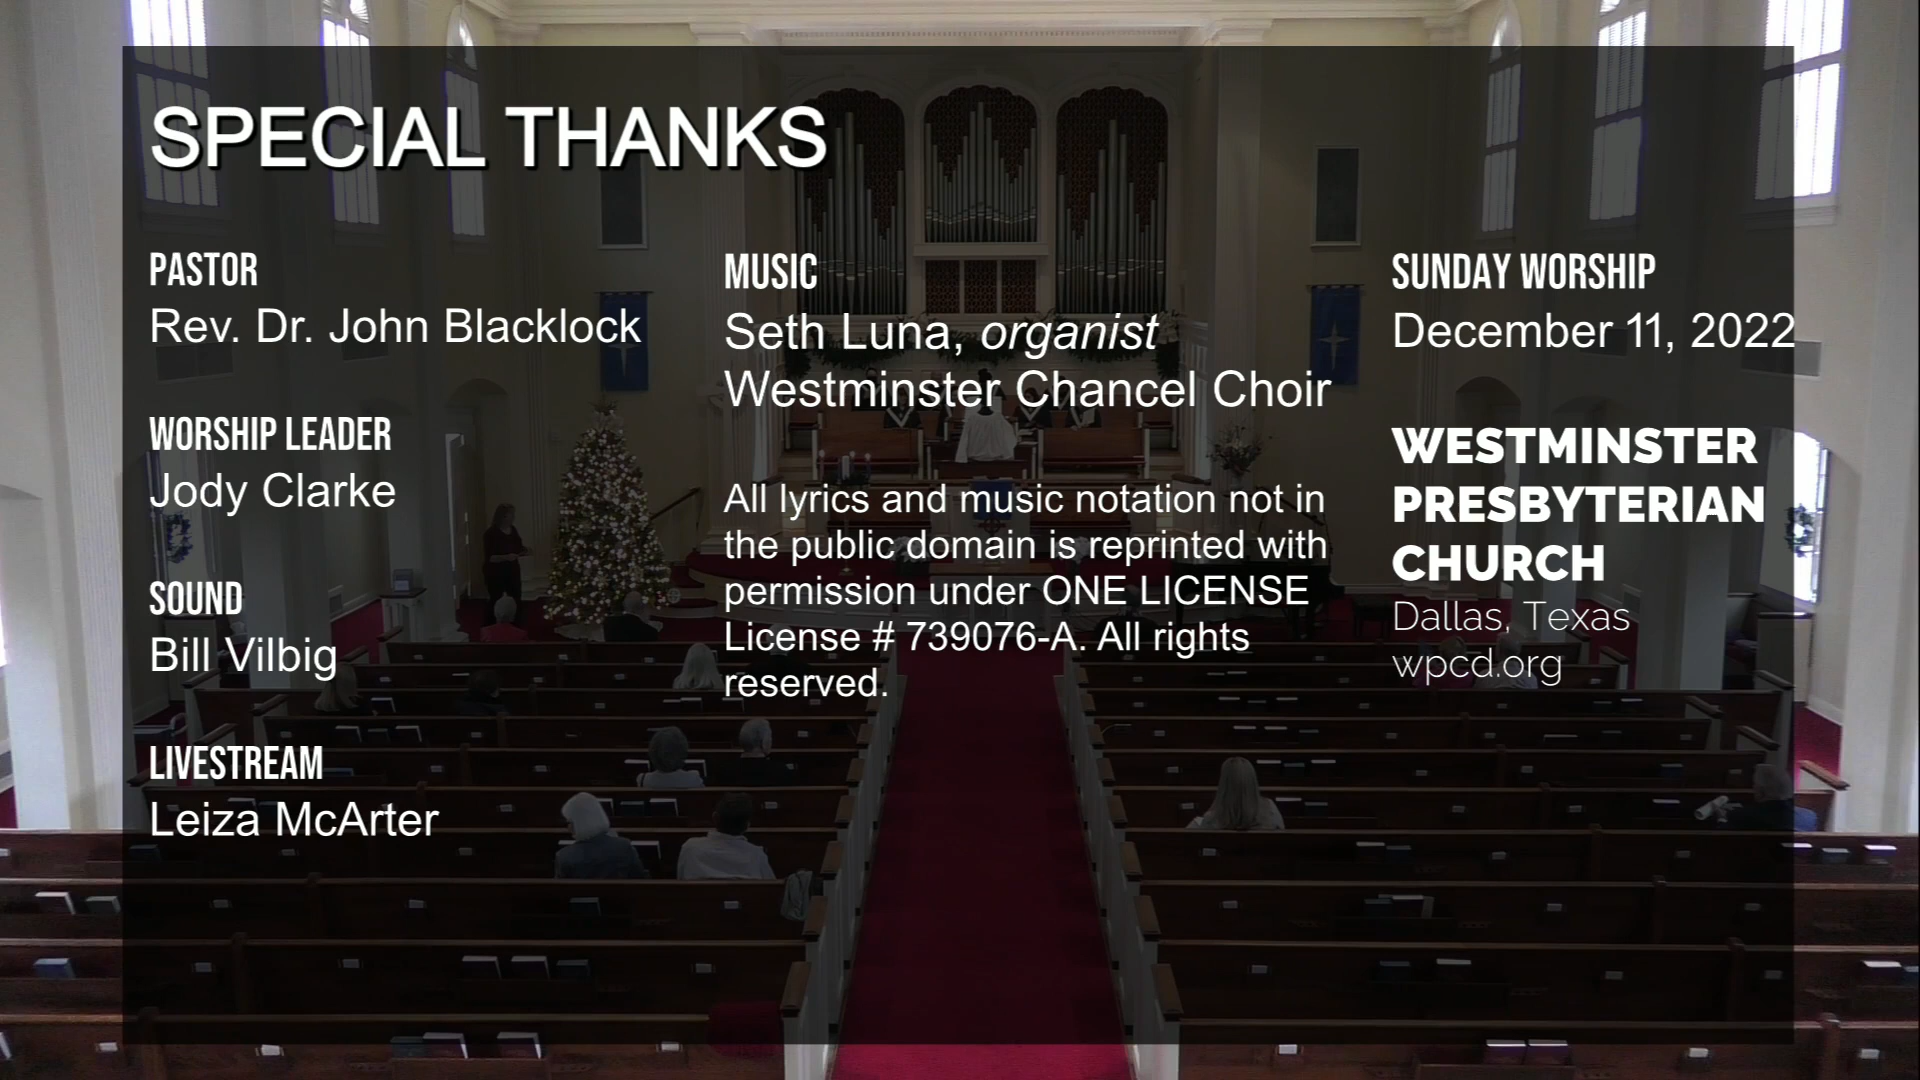 SPECIAL THANKS
PASTOR
Rev. Dr. John Blacklock
WORSHIP LEADER
Jody Clarke
SOUND
Bill Vilbig
LIVESTREAM
Leiza McArter
MUSIC
Seth Luna, organist
Westminster Chancel Choir
All lyrics and music notation not in
the public domain is reprinted with
permission under ONE LICENSE
License # 739076-A. All rights
reserved.
SUNDAY WORSHIP
December 11, 2022
WESTMINSTER
PRESBYTERIAN
CHURCH
Dallas, Texas
wpcd.org